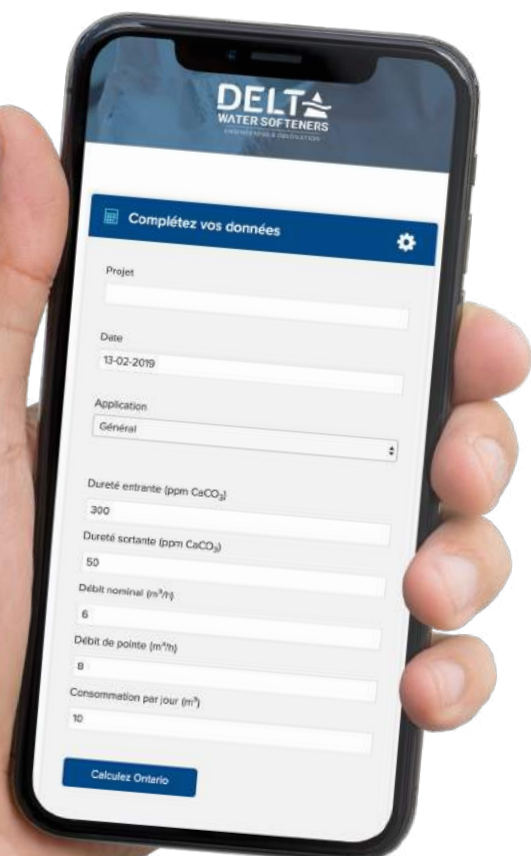 DELTA
WATER SOFTENERS
ENGINEERING & INNOVATION
Complétez vos données
Projet
Date
13-02-2019
Application
Général
Dureté entrante (ppm CaCO₃)
300
Dureté sortante (ppm CaCO₃)
50
Débit nominal (m³/h)
6
Débit de pointe (m³/h)
8
Consommation par jour (m³)
10
Calculez Ontario